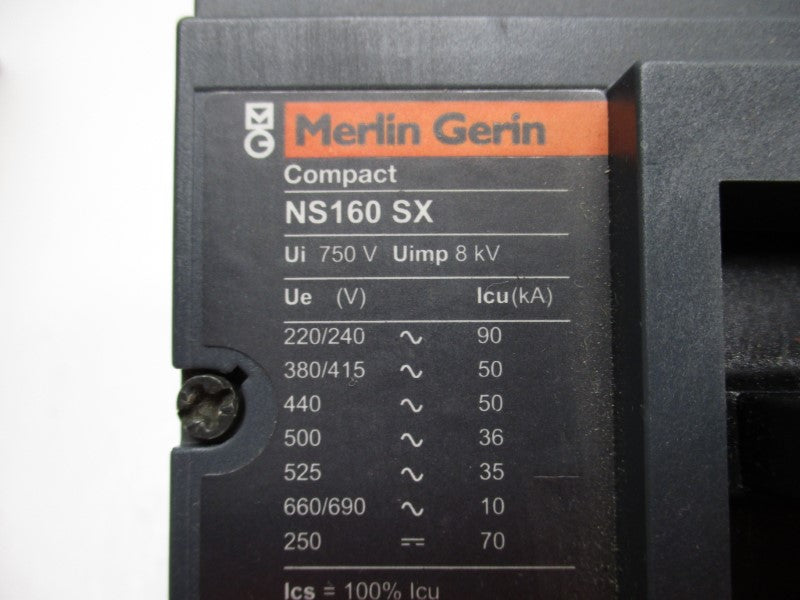 Merlin Gerin
Compact
NS160 SX
Ui 750 V Uimp 8 kV
Ue (V) Icu(kA)
220/240 ~ 90
380/415 ~ 50
440 ~ 50
500 ~ 36
525 ~ 35
660/690 ~ 10
250 ⎓ 70
Ics = 100% Icu